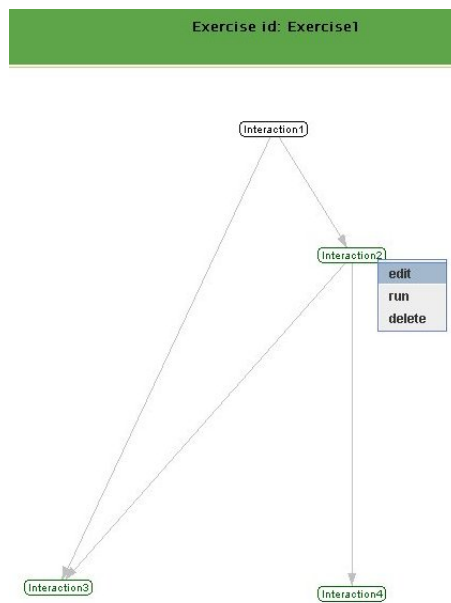 Exercise id: Exercise1
Interaction1
Interaction2
edit
run
delete
Interaction3
Interaction4